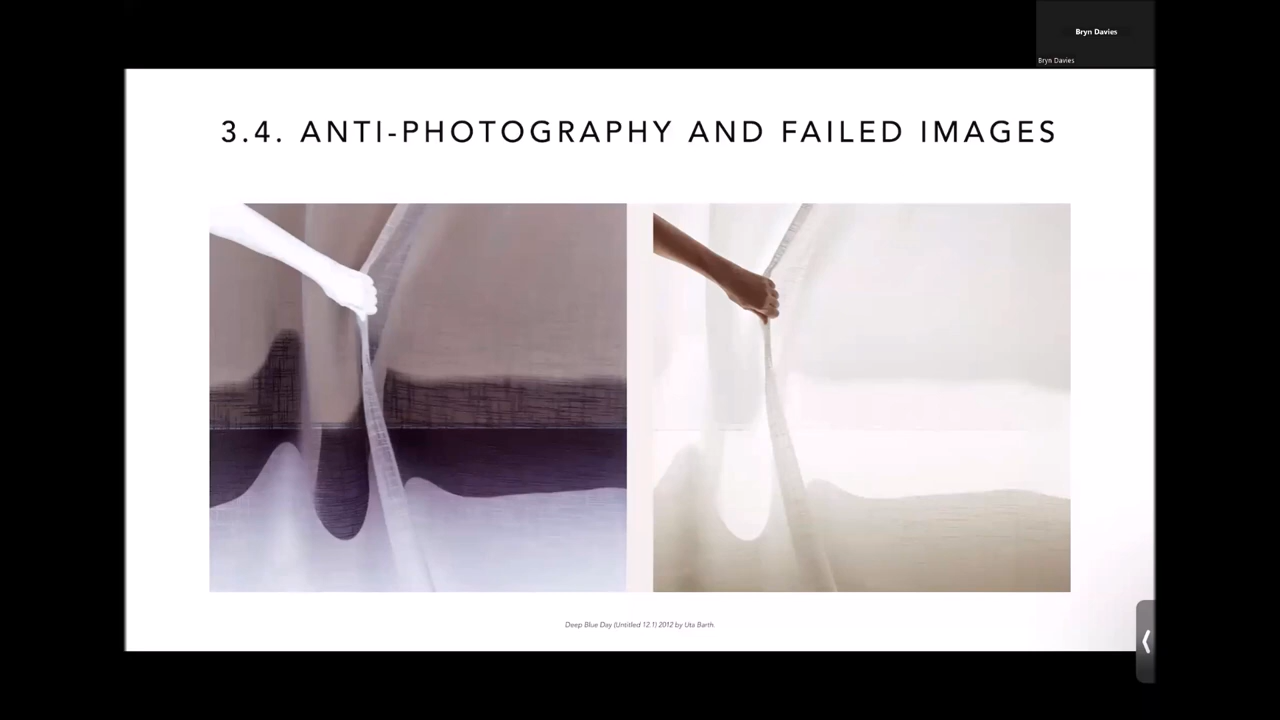 Bryn Davies
Bryn Davies
3.4. ANTI-PHOTOGRAPHY AND FAILED IMAGES
Deep Blue Day (Untitled 12.1) 2012 by Uta Barth.